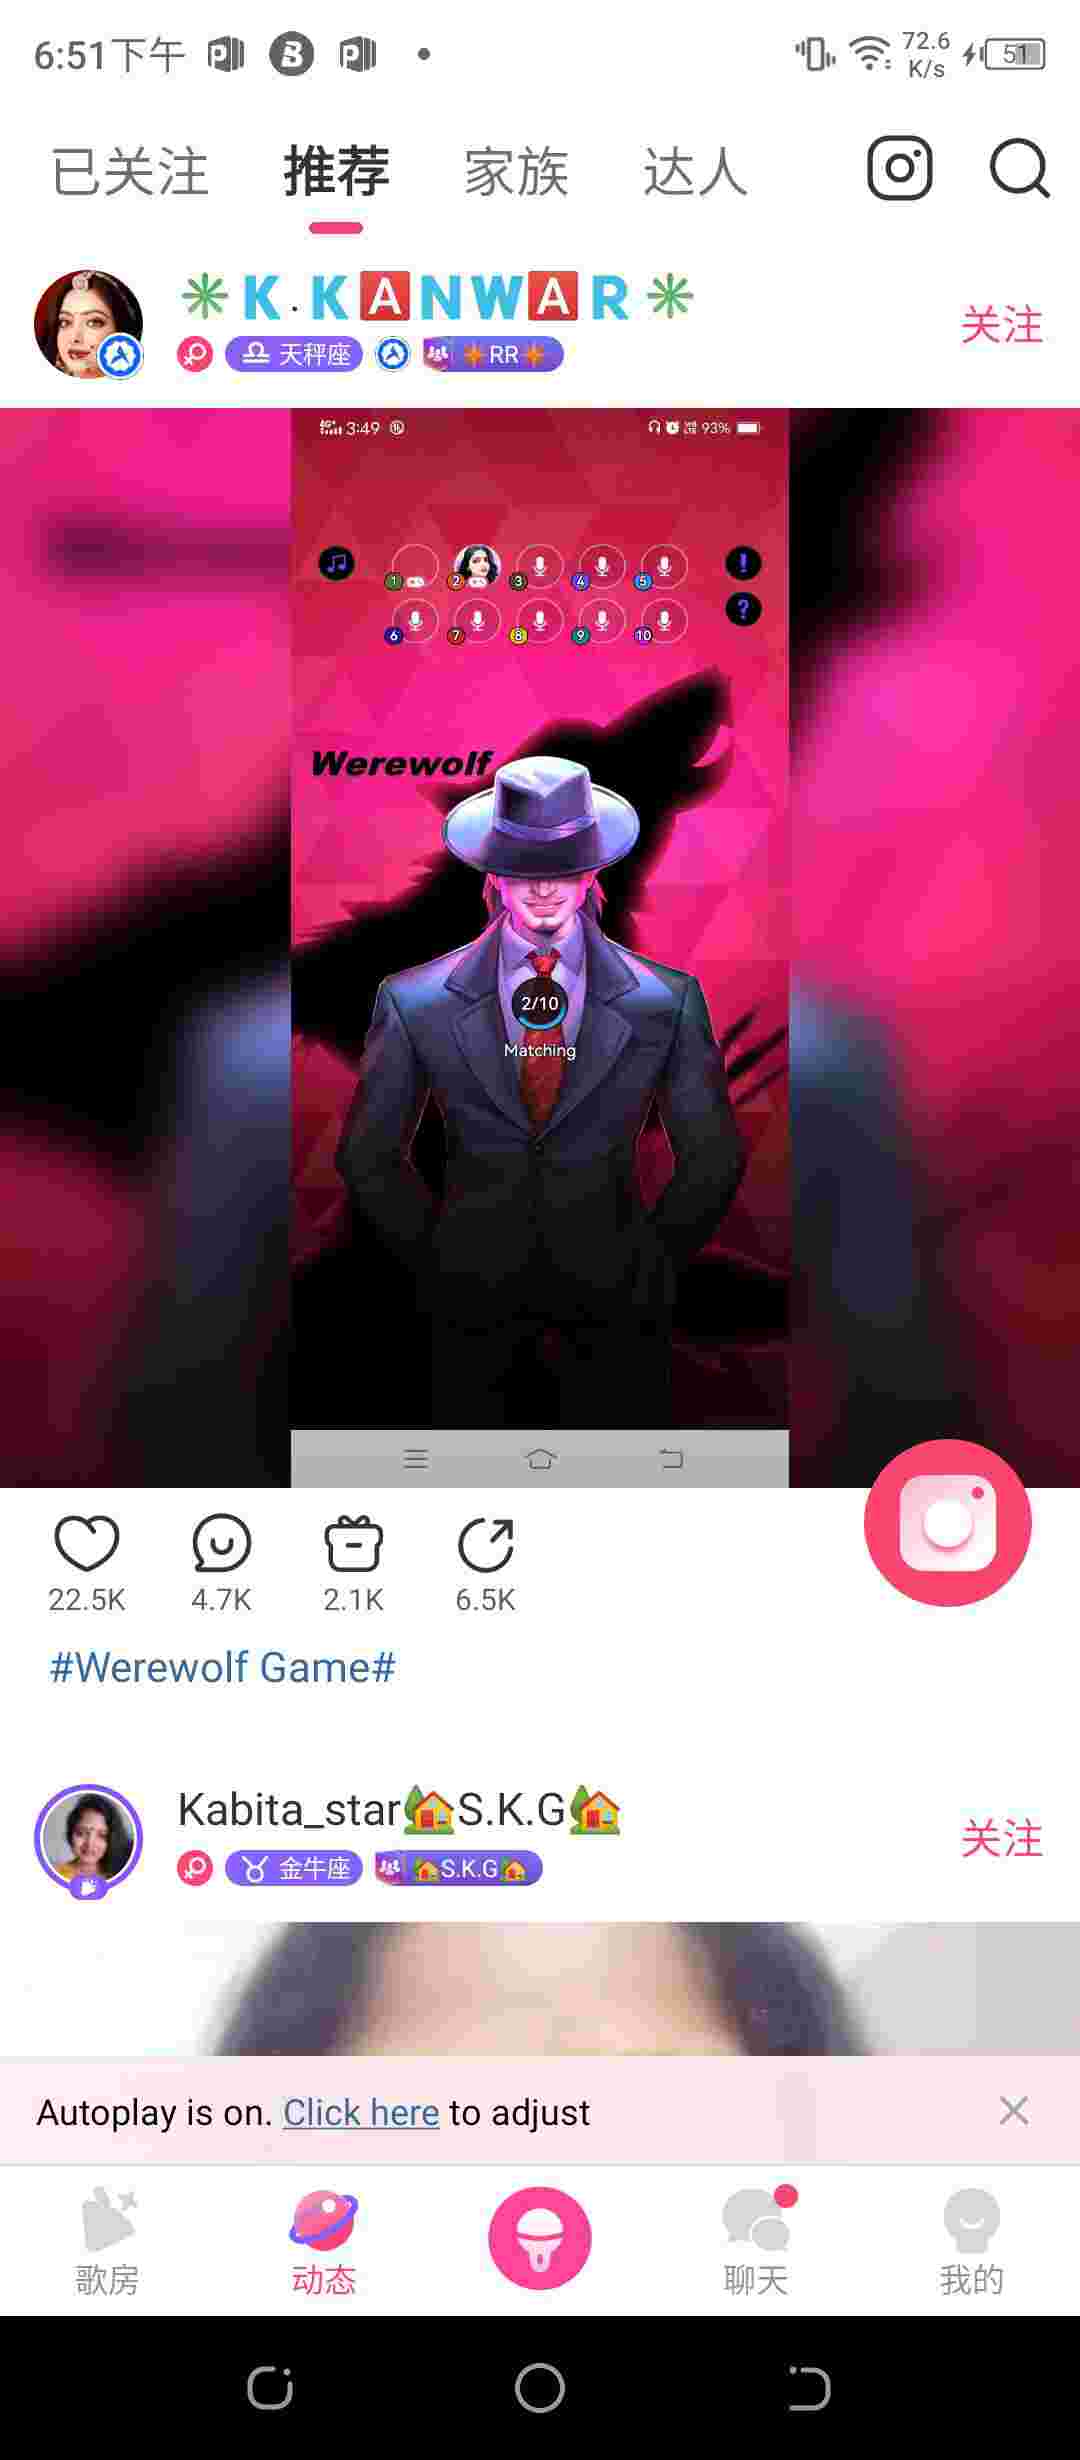 6:51下午
72.6
K/s
51
已关注 推荐 家族 达人
✳️K.K🅰️NW🅰️R✳️
天秤座 RR
关注
3:49 93%
1 2 3 4 5
6 7 8 9 10
! ?
Werewolf
2/10
Matching
22.5K 4.7K 2.1K 6.5K
#Werewolf Game#
Kabita_star🏡S.K.G🏡
金牛座 🏡S.K.G🏡
关注
Autoplay is on. Click here to adjust
歌房 动态 聊天 我的